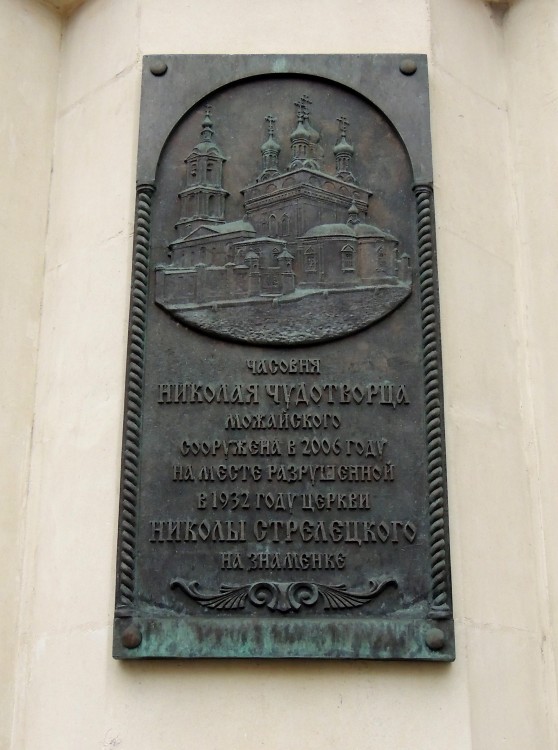 ЧАСОВНЯ
НИКОЛАЯ ЧУДОТВОРЦА
МОЖАЙСКОГО
СООРУЖЕНА В 2006 ГОДУ
НА МЕСТЕ РАЗРУШЕННОЙ
В 1932 ГОДУ ЦЕРКВИ
НИКОЛЫ СТРЕЛЕЦКОГО
НА ЗНАМЕНКЕ